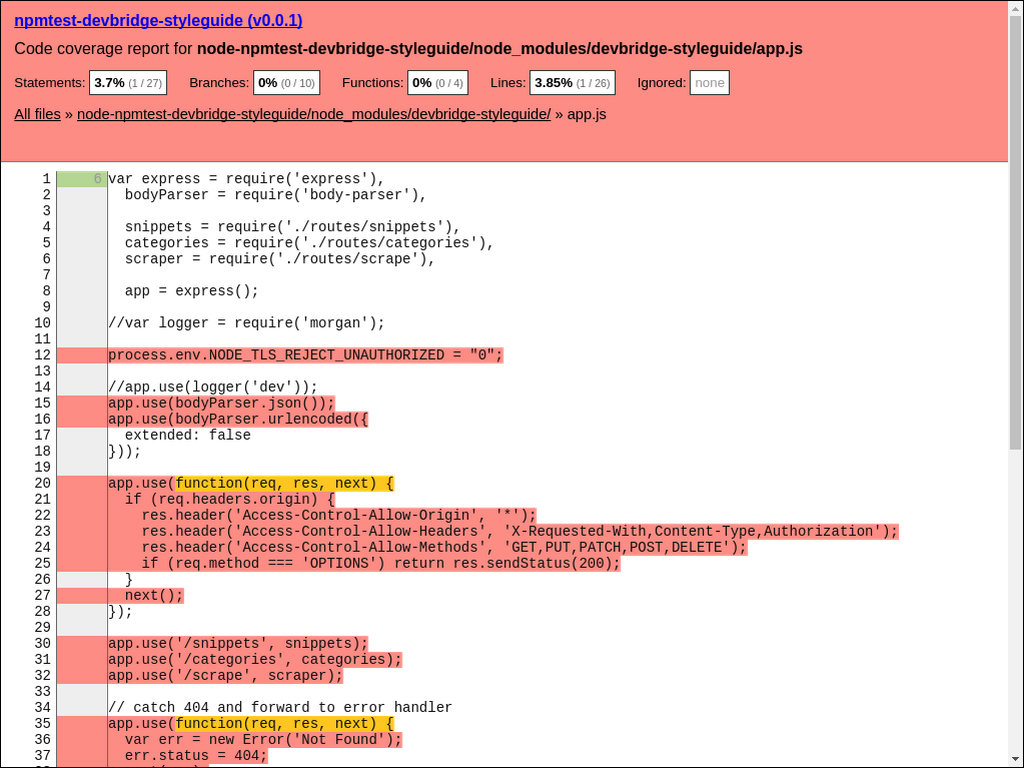 npmtest-devbridge-styleguide (v0.0.1)
Code coverage report for node-npmtest-devbridge-styleguide/node_modules/devbridge-styleguide/app.js
Statements: 3.7% (1 / 27) Branches: 0% (0 / 10) Functions: 0% (0 / 4) Lines: 3.85% (1 / 26) Ignored: none
All files » node-npmtest-devbridge-styleguide/node_modules/devbridge-styleguide/ » app.js
1 6 var express = require('express'),
2 bodyParser = require('body-parser'),
3
4 snippets = require('./routes/snippets'),
5 categories = require('./routes/categories'),
6 scraper = require('./routes/scrape'),
7
8 app = express();
9
10 //var logger = require('morgan');
11
12 process.env.NODE_TLS_REJECT_UNAUTHORIZED = "0";
13
14 //app.use(logger('dev'));
15 app.use(bodyParser.json());
16 app.use(bodyParser.urlencoded({
17 extended: false
18 }));
19
20 app.use(function(req, res, next) {
21 if (req.headers.origin) {
22 res.header('Access-Control-Allow-Origin', '*');
23 res.header('Access-Control-Allow-Headers', 'X-Requested-With,Content-Type,Authorization');
24 res.header('Access-Control-Allow-Methods', 'GET,PUT,PATCH,POST,DELETE');
25 if (req.method === 'OPTIONS') return res.sendStatus(200);
26 }
27 next();
28 });
29
30 app.use('/snippets', snippets);
31 app.use('/categories', categories);
32 app.use('/scrape', scraper);
33
34 // catch 404 and forward to error handler
35 app.use(function(req, res, next) {
36 var err = new Error('Not Found');
37 err.status = 404;